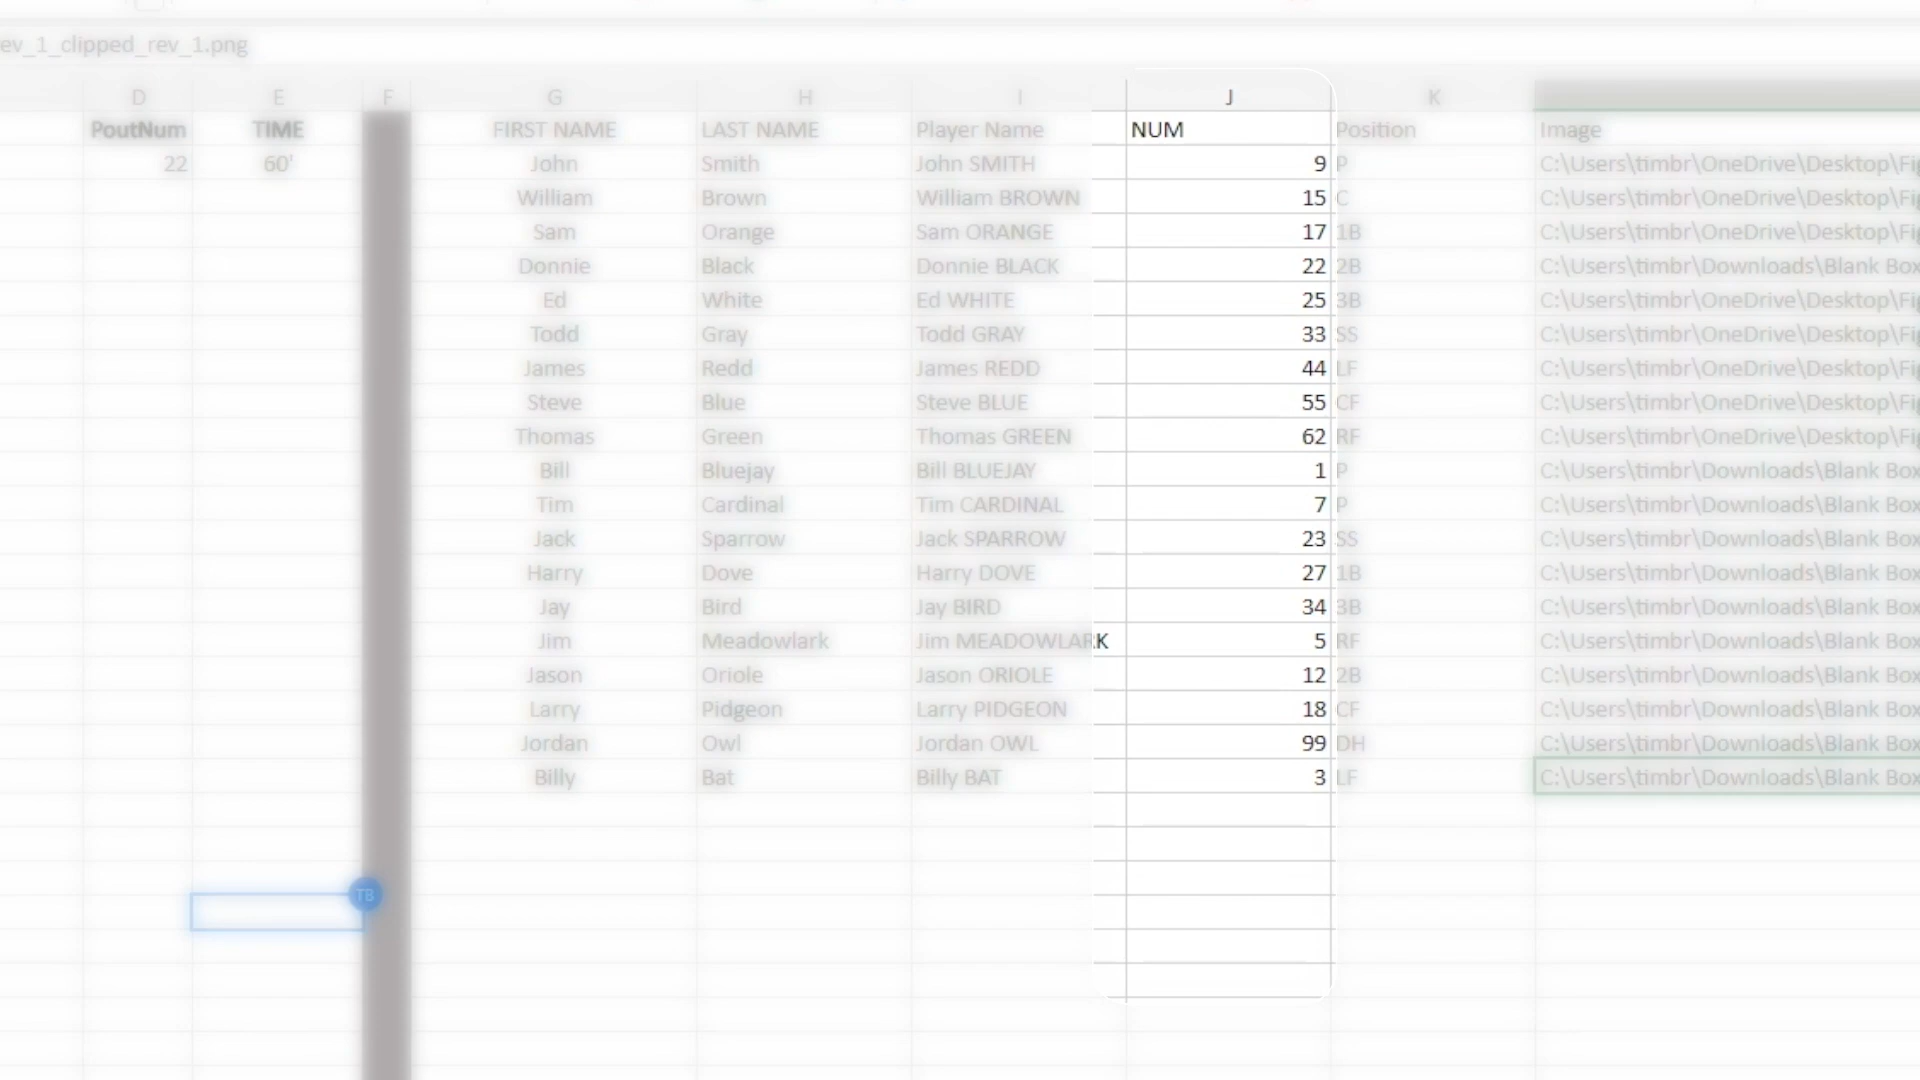 ev_1_clipped_rev_1.png
D E F G H I J K
PoutNum TIME FIRST NAME LAST NAME Player Name NUM Position Image
22 60' John Smith John SMITH 9 P C:\Users\timbr\OneDrive\Desktop\Fig
William Brown William BROWN 15 C C:\Users\timbr\OneDrive\Desktop\Fig
Sam Orange Sam ORANGE 17 1B C:\Users\timbr\OneDrive\Desktop\Fig
Donnie Black Donnie BLACK 22 2B C:\Users\timbr\Downloads\Blank Box
Ed White Ed WHITE 25 3B C:\Users\timbr\OneDrive\Desktop\Fig
Todd Gray Todd GRAY 33 SS C:\Users\timbr\OneDrive\Desktop\Fig
James Redd James REDD 44 LF C:\Users\timbr\OneDrive\Desktop\Fig
Steve Blue Steve BLUE 55 CF C:\Users\timbr\OneDrive\Desktop\Fig
Thomas Green Thomas GREEN 62 RF C:\Users\timbr\OneDrive\Desktop\Fig
Bill Bluejay Bill BLUEJAY 1 P C:\Users\timbr\Downloads\Blank Box
Tim Cardinal Tim CARDINAL 7 P C:\Users\timbr\Downloads\Blank Box
Jack Sparrow Jack SPARROW 23 SS C:\Users\timbr\Downloads\Blank Box
Harry Dove Harry DOVE 27 1B C:\Users\timbr\Downloads\Blank Box
Jay Bird Jay BIRD 34 3B C:\Users\timbr\Downloads\Blank Box
Jim Meadowlark Jim MEADOWLARK 5 RF C:\Users\timbr\Downloads\Blank Box
Jason Oriole Jason ORIOLE 12 2B C:\Users\timbr\Downloads\Blank Box
Larry Pidgeon Larry PIDGEON 18 CF C:\Users\timbr\Downloads\Blank Box
Jordan Owl Jordan OWL 99 DH C:\Users\timbr\Downloads\Blank Box
Billy Bat Billy BAT 3 LF C:\Users\timbr\Downloads\Blank Box
TB